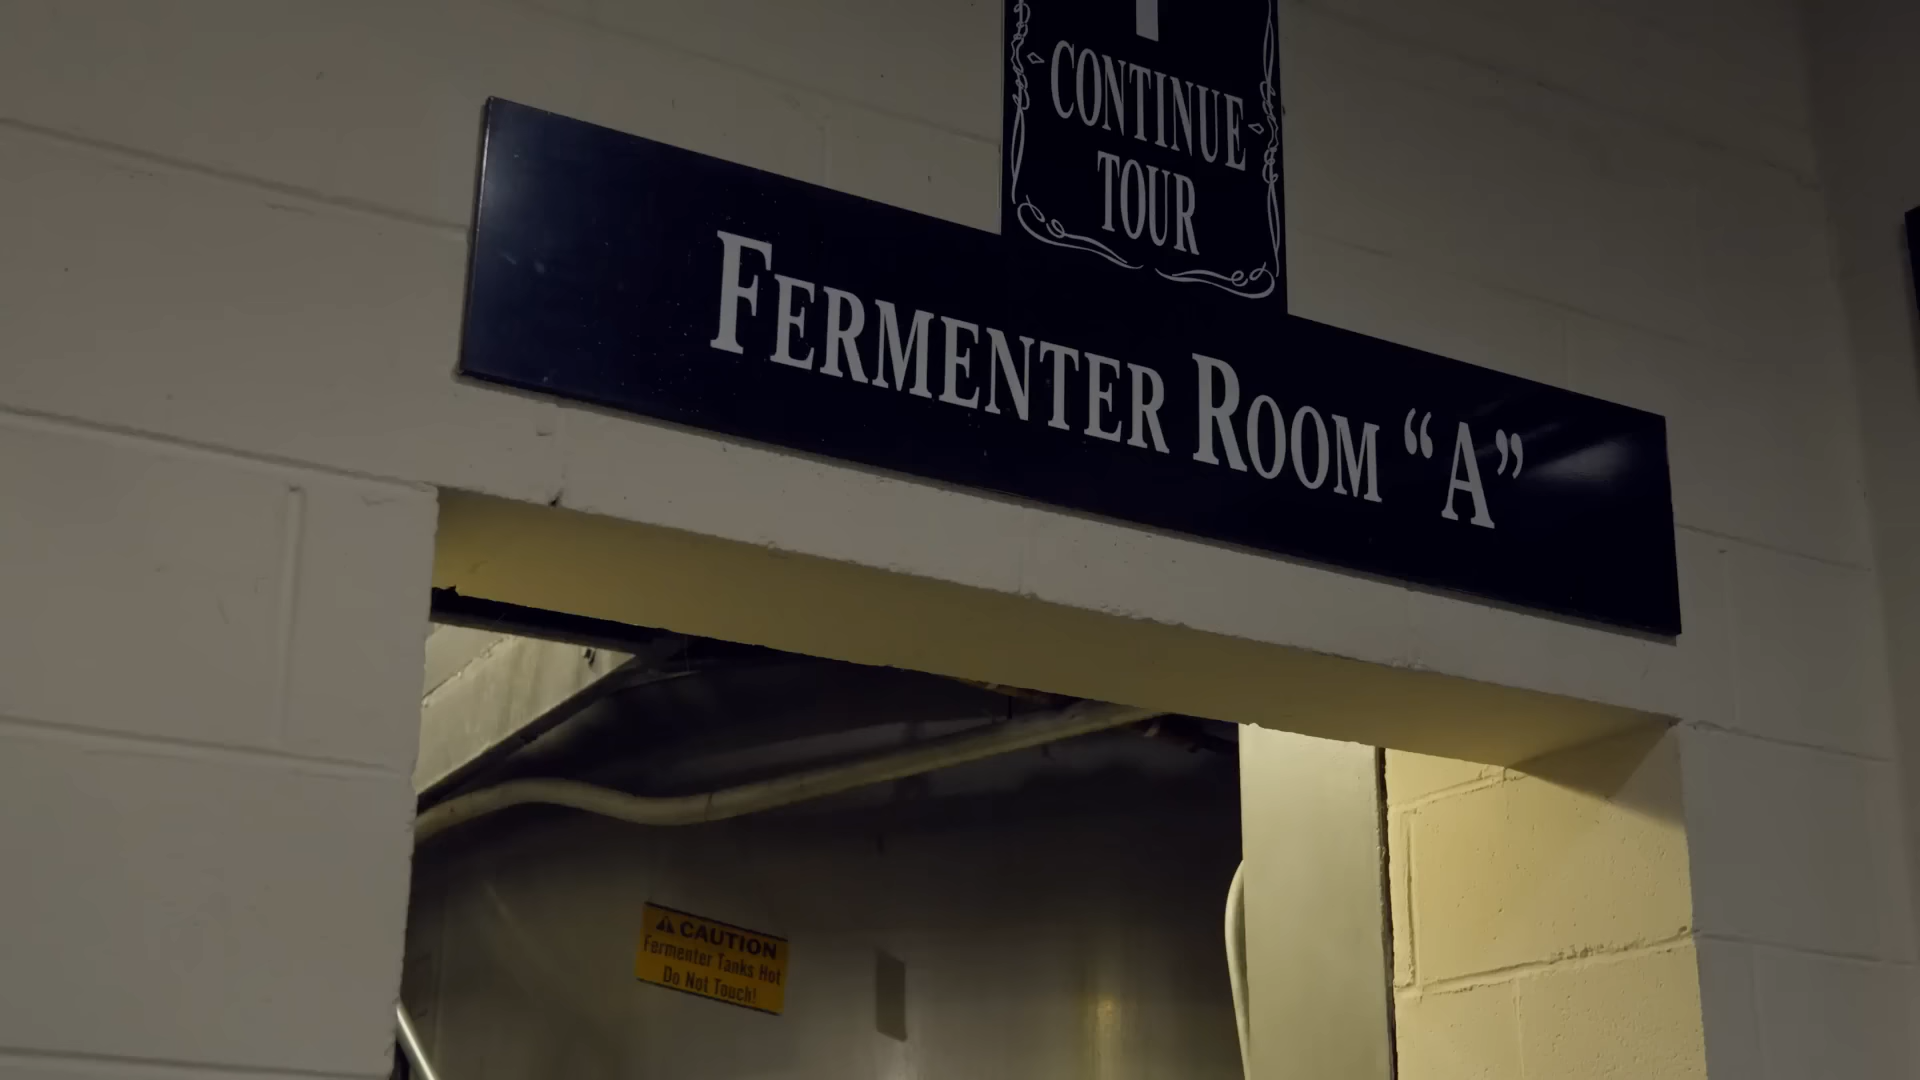 CONTINUE
TOUR
FERMENTER ROOM “A”
CAUTION
Fermenter Tanks Hot
Do Not Touch!